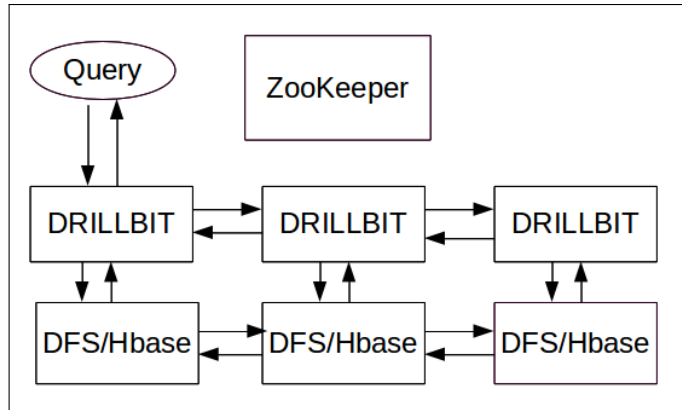 Query
ZooKeeper
DRILLBIT
DRILLBIT
DRILLBIT
DFS/Hbase
DFS/Hbase
DFS/Hbase